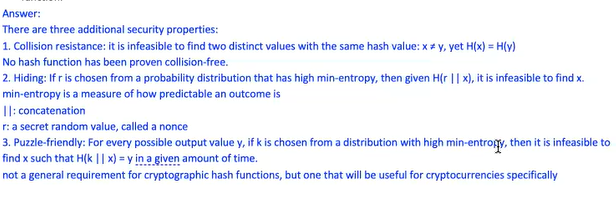 Answer:
There are three additional security properties:
1. Collision resistance: it is infeasible to find two distinct values with the same hash value: x ≠ y, yet H(x) = H(y)
No hash function has been proven collision-free.
2. Hiding: If r is chosen from a probability distribution that has high min-entropy, then given H(r || x), it is infeasible to find x.
min-entropy is a measure of how predictable an outcome is
||: concatenation
r: a secret random value, called a nonce
3. Puzzle-friendly: For every possible output value y, if k is chosen from a distribution with high min-entropy, then it is infeasible to
find x such that H(k || x) = y in a given amount of time.
not a general requirement for cryptographic hash functions, but one that will be useful for cryptocurrencies specifically